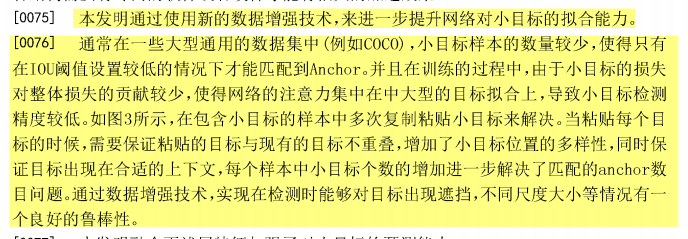 [0075] 本发明通过使用新的数据增强技术,来进一步提升网络对小目标的拟合能力。
[0076] 通常在一些大型通用的数据集中(例如COCO),小目标样本的数量较少,使得只有
在IOU阈值设置较低的情况下才能匹配到Anchor。并且在训练的过程中,由于小目标的损失
对整体损失的贡献较少,使得网络的注意力集中在中大型的目标拟合上,导致小目标检测
精度较低。如图3所示,在包含小目标的样本中多次复制粘贴小目标来解决。当粘贴每个目
标的时候,需要保证粘贴的目标与现有的目标不重叠,增加了小目标位置的多样性,同时保
证目标出现在合适的上下文,每个样本中小目标个数的增加进一步解决了匹配的anchor数
目问题。通过数据增强技术,实现在检测时能够对目标出现遮挡,不同尺度大小等情况有一
个良好的鲁棒性。